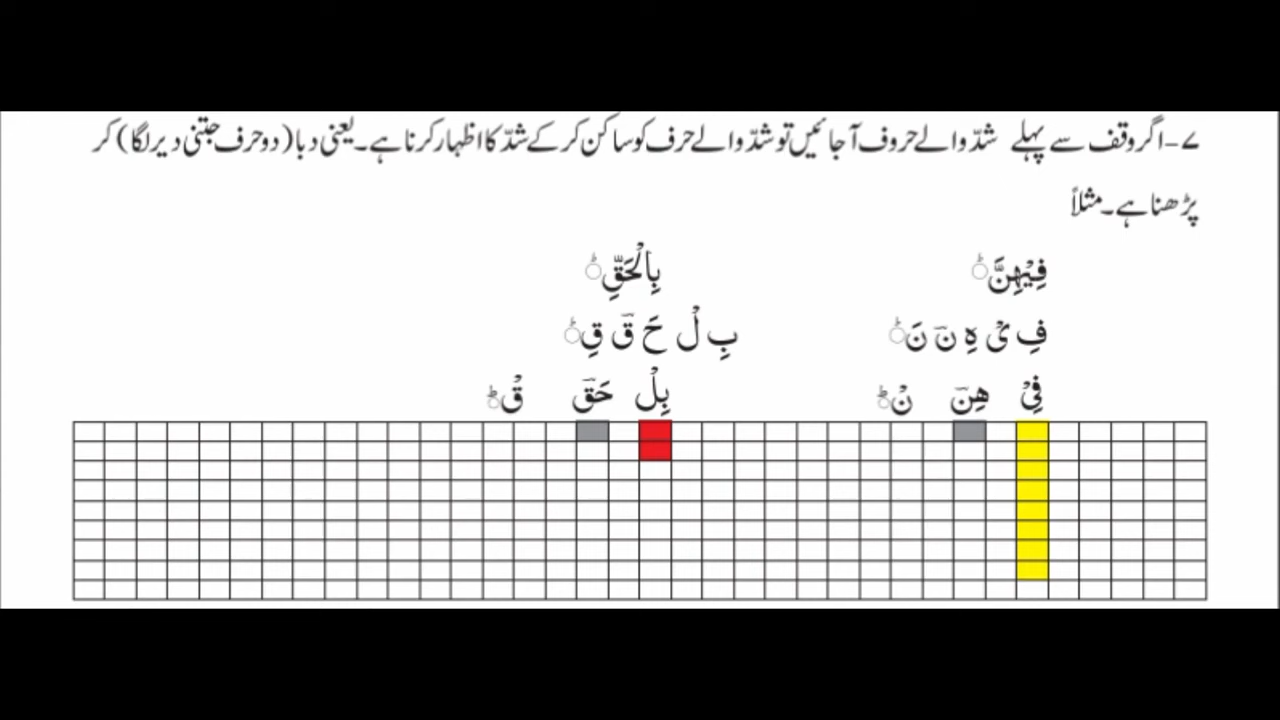 ۷-اگر وقف سے پہلے شدّ والے حروف آ جائیں تو شدّ والے حرف کو ساکن کر کے شدّ کا اظہار کرنا ہے۔ یعنی دبا (دو حرف جتنی دیر لگا) کر
پڑھنا ہے۔ مثلاً
فِیْهِنَّؕ بِالْحَقِّؕ
فِ یْ هِ نۤ نَؕ بِ لْ حَ قۤ قِؕ
فِیْ هِنۤ نْؕ بِلْ حَقۤ قْؕ